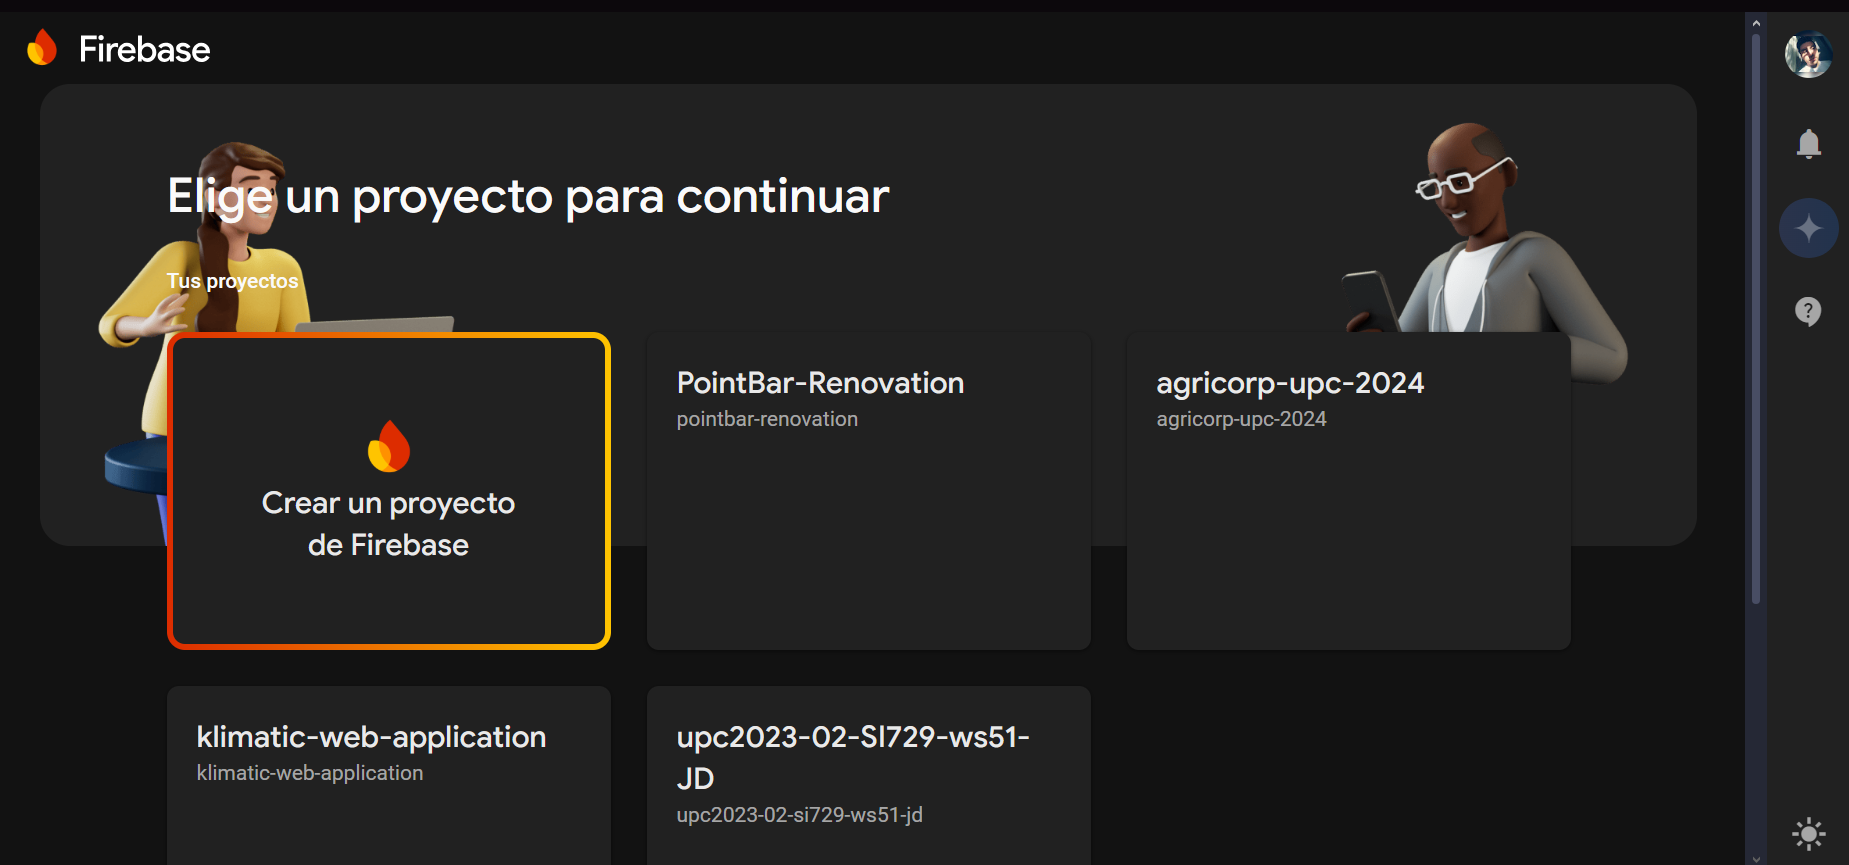 Firebase
Elige un proyecto para continuar
Tus proyectos
Crear un proyecto
de Firebase
PointBar-Renovation
pointbar-renovation
agricorp-upc-2024
agricorp-upc-2024
klimatic-web-application
klimatic-web-application
upc2023-02-SI729-ws51-
JD
upc2023-02-si729-ws51-jd